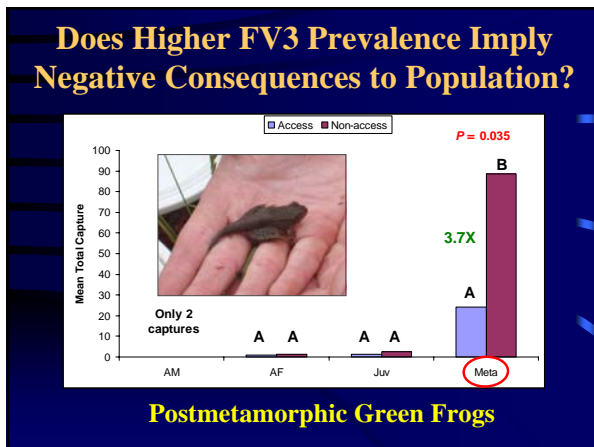 Does Higher FV3 Prevalence Imply
Negative Consequences to Population?
Access Non-access
P = 0.035
Mean Total Capture
100
90
80
70
60
50
40
30
20
10
0
B
3.7X
A
Only 2
captures
A A
A A
AM AF Juv Meta
Postmetamorphic Green Frogs